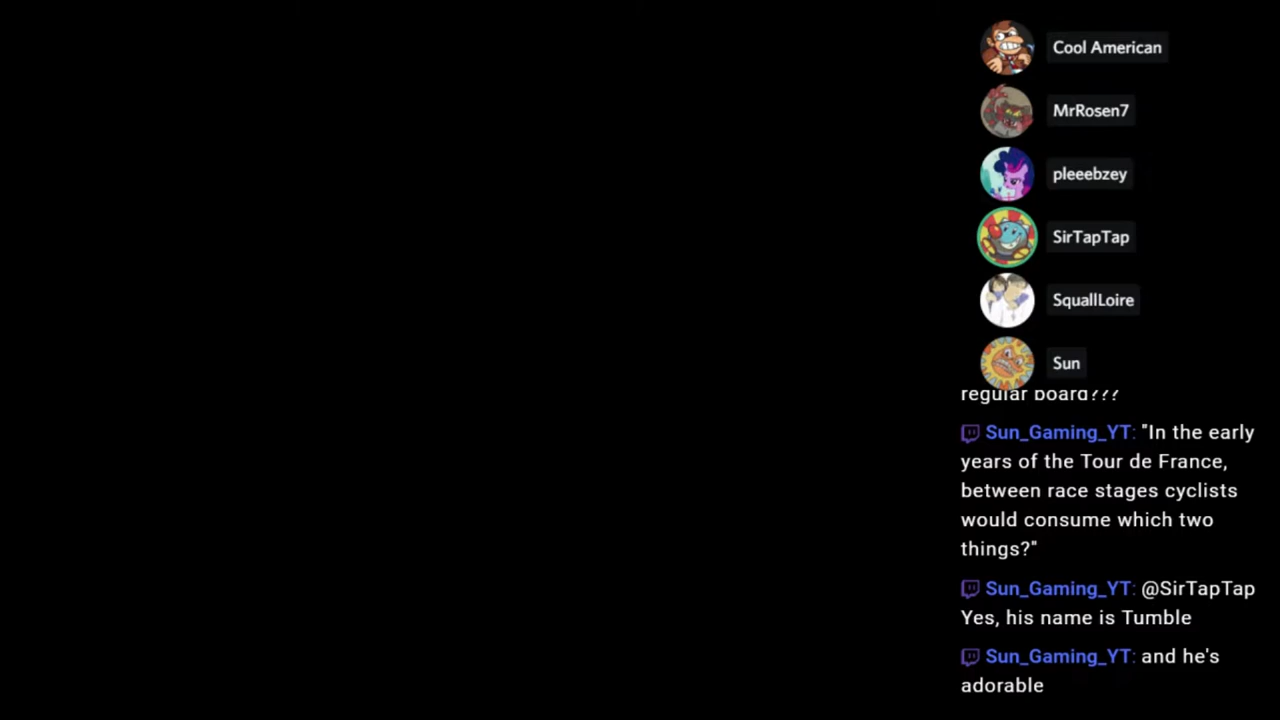 Cool American
MrRosen7
pleeebzey
SirTapTap
SquallLoire
Sun
regular board???
Sun_Gaming_YT: "In the early
years of the Tour de France,
between race stages cyclists
would consume which two
things?"
Sun_Gaming_YT: @SirTapTap
Yes, his name is Tumble
Sun_Gaming_YT: and he's
adorable